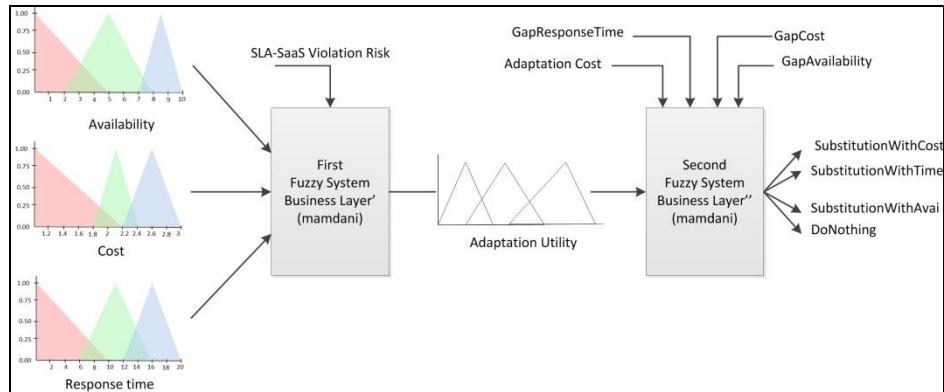 1.00
0.75
0.50
0.25
0.00
1 2 3 4 5 6 7 8 9 10
Availability
1.00
0.75
0.50
0.25
0.00
1.2 1.4 1.6 1.8 2 2.2 2.4 2.6 2.8 3
Cost
1.00
0.75
0.50
0.25
0.00
2 4 6 8 10 12 14 16 18 20
Response time
SLA-SaaS Violation Risk
First
Fuzzy System
Business Layer'
(mamdani)
Adaptation Utility
GapResponseTime
Adaptation Cost
GapCost
GapAvailability
Second
Fuzzy System
Business Layer''
(mamdani)
SubstitutionWithCost
SubstitutionWithTime
SubstitutionWithAvai
DoNothing